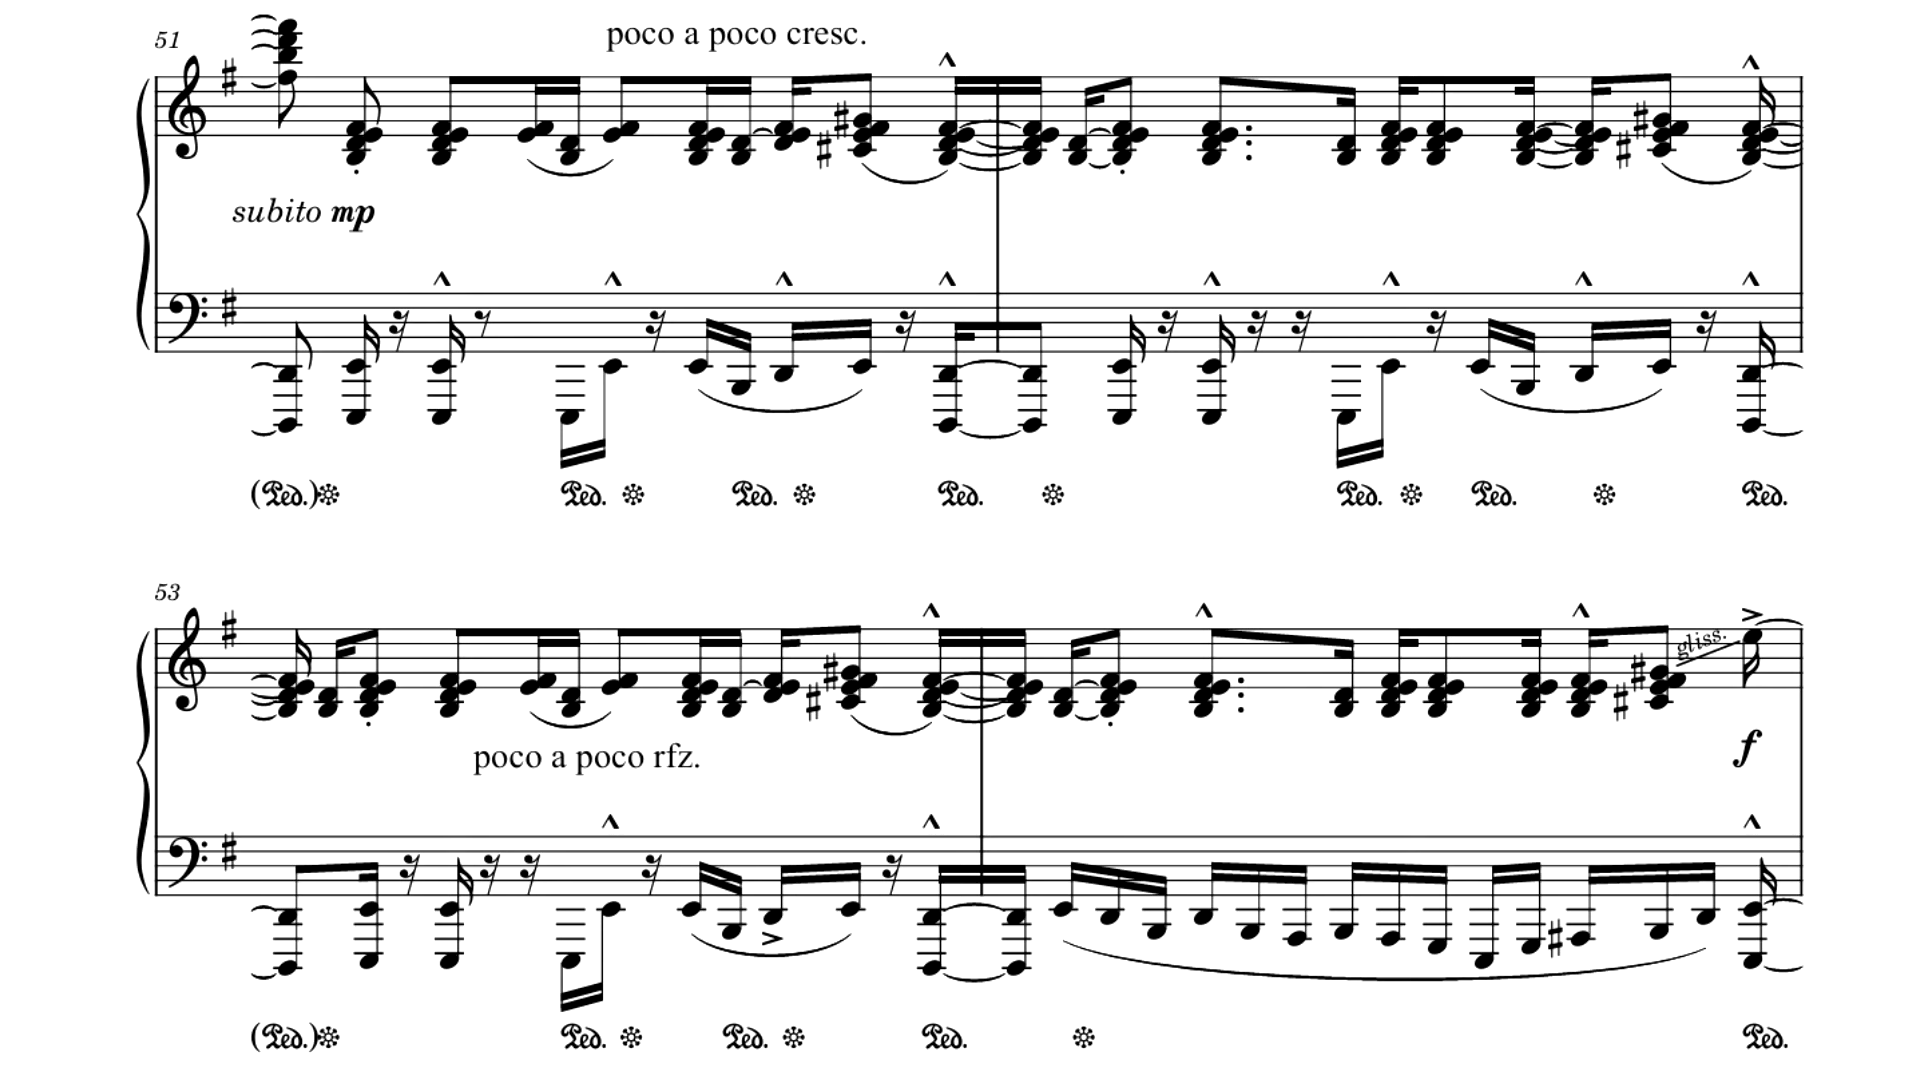 51
poco a poco cresc.
subito mp
(Ped.) Ped. Ped. Ped. Ped. Ped. Ped.
53
gliss.
poco a poco rfz.
f
(Ped.) Ped. Ped. Ped. Ped.